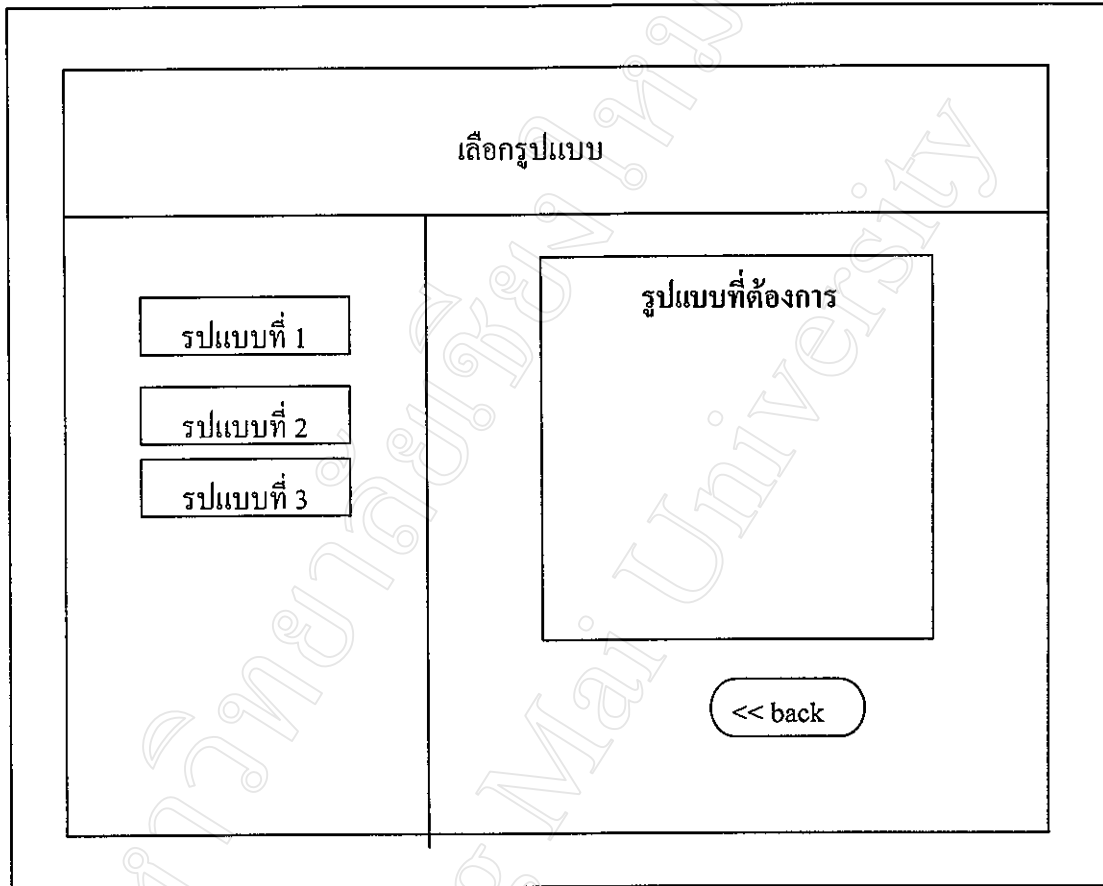 เลือกรูปแบบ
รปแบบที่ 1
รปแบบที่ 2
รปแบบที่ 3
รูปแบบที่ต้องการ
<< back
Mai University